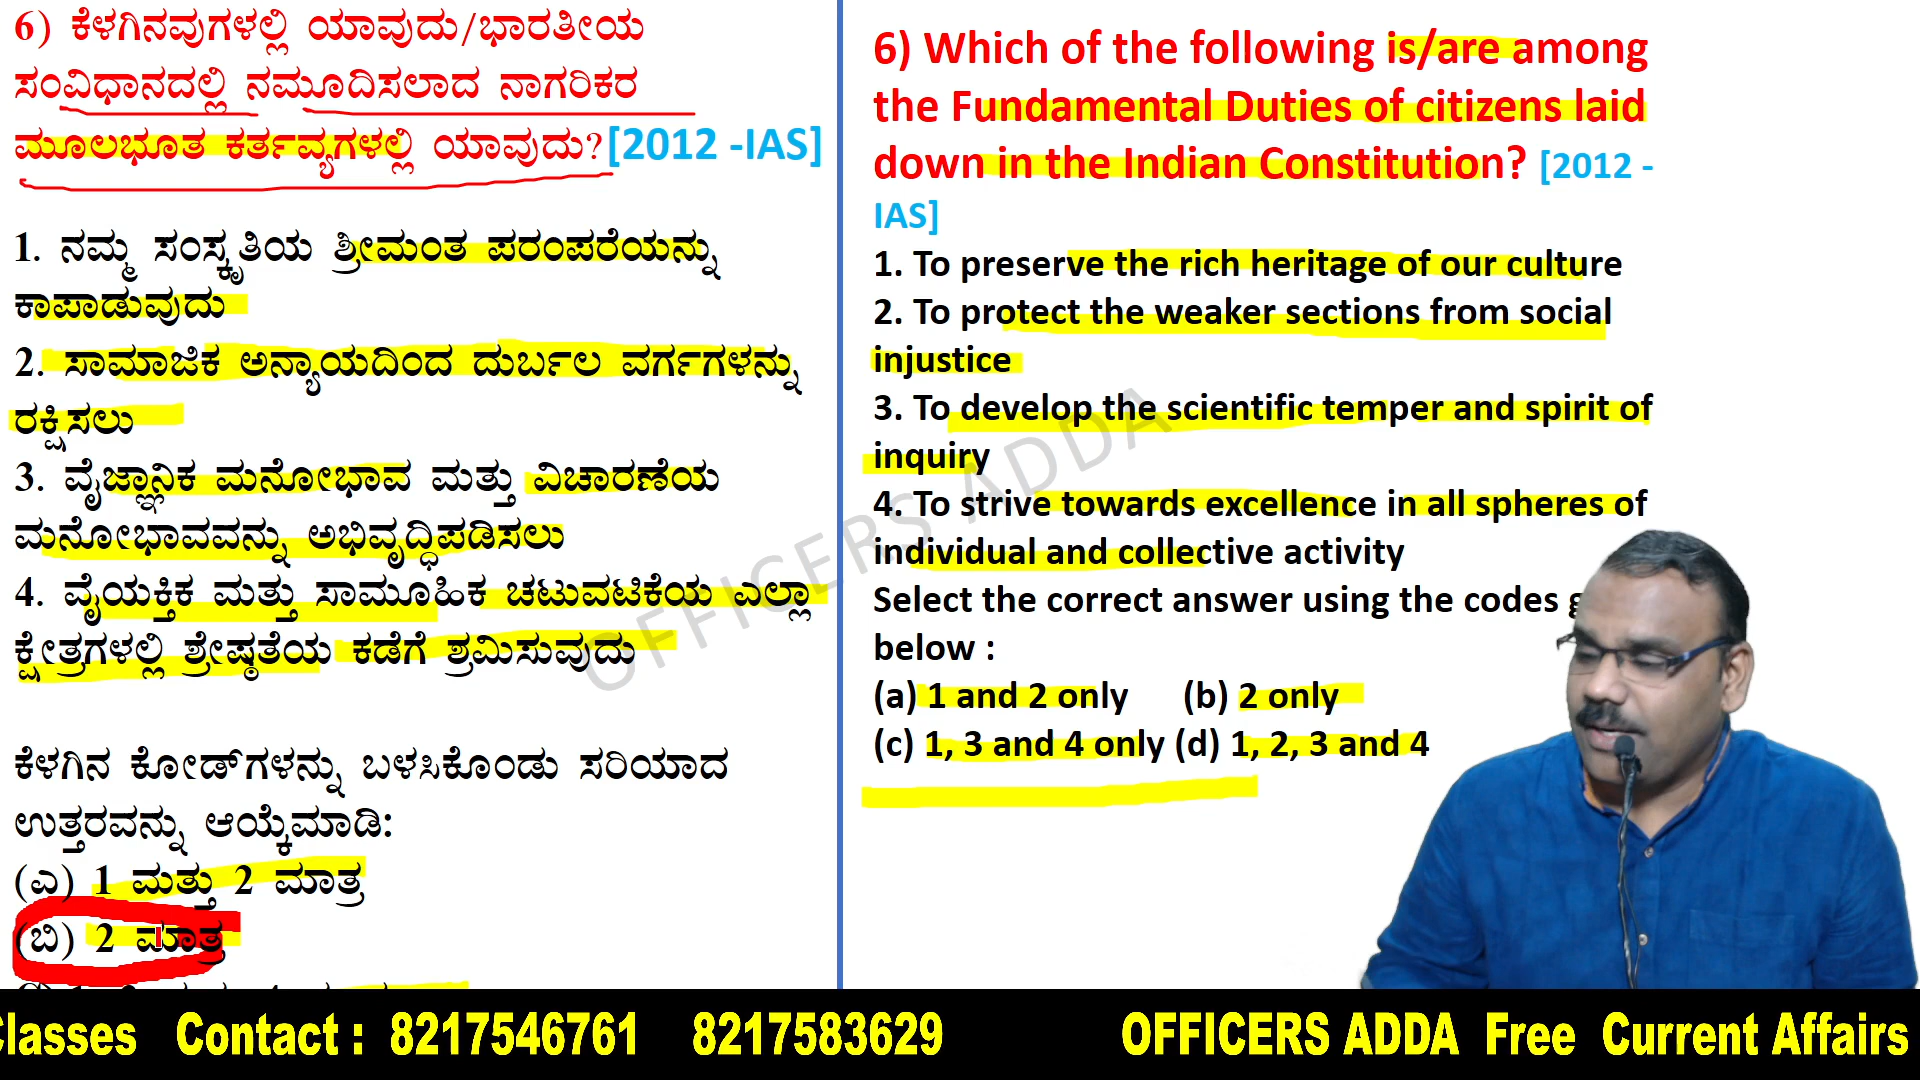 6) ಕೆಳಗಿನವುಗಳಲ್ಲಿ ಯಾವುದು/ಭಾರತೀಯ
ಸಂವಿಧಾನದಲ್ಲಿ ನಮೂದಿಸಲಾದ ನಾಗರಿಕರ
ಮೂಲಭೂತ ಕರ್ತವ್ಯಗಳಲ್ಲಿ ಯಾವುದು?[2012 -IAS]
1. ನಮ್ಮ ಸಂಸ್ಕೃತಿಯ ಶ್ರೀಮಂತ ಪರಂಪರೆಯನ್ನು
ಕಾಪಾಡುವುದು
2. ಸಾಮಾಜಿಕ ಅನ್ಯಾಯದಿಂದ ದುರ್ಬಲ ವರ್ಗಗಳನ್ನು
ರಕ್ಷಿಸಲು
3. ವೈಜ್ಞಾನಿಕ ಮನೋಭಾವ ಮತ್ತು ವಿಚಾರಣೆಯ
ಮನೋಭಾವವನ್ನು ಅಭಿವೃದ್ಧಿಪಡಿಸಲು
4. ವೈಯಕ್ತಿಕ ಮತ್ತು ಸಾಮೂಹಿಕ ಚಟುವಟಿಕೆಯ ಎಲ್ಲಾ
ಕ್ಷೇತ್ರಗಳಲ್ಲಿ ಶ್ರೇಷ್ಠತೆಯ ಕಡೆಗೆ ಶ್ರಮಿಸುವುದು
ಕೆಳಗಿನ ಕೋಡ್‌ಗಳನ್ನು ಬಳಸಿಕೊಂಡು ಸರಿಯಾದ
ಉತ್ತರವನ್ನು ಆಯ್ಕೆಮಾಡಿ:
(ಎ) 1 ಮತ್ತು 2 ಮಾತ್ರ
(ಬಿ) 2 ಮಾತ್ರ
6) Which of the following is/are among
the Fundamental Duties of citizens laid
down in the Indian Constitution? [2012 -
IAS]
1. To preserve the rich heritage of our culture
2. To protect the weaker sections from social
injustice
3. To develop the scientific temper and spirit of
inquiry
4. To strive towards excellence in all spheres of
individual and collective activity
Select the correct answer using the codes
below :
(a) 1 and 2 only (b) 2 only
(c) 1, 3 and 4 only (d) 1, 2, 3 and 4
OFFICERS ADDA
Classes Contact : 8217546761 8217583629 OFFICERS ADDA Free Current Affairs